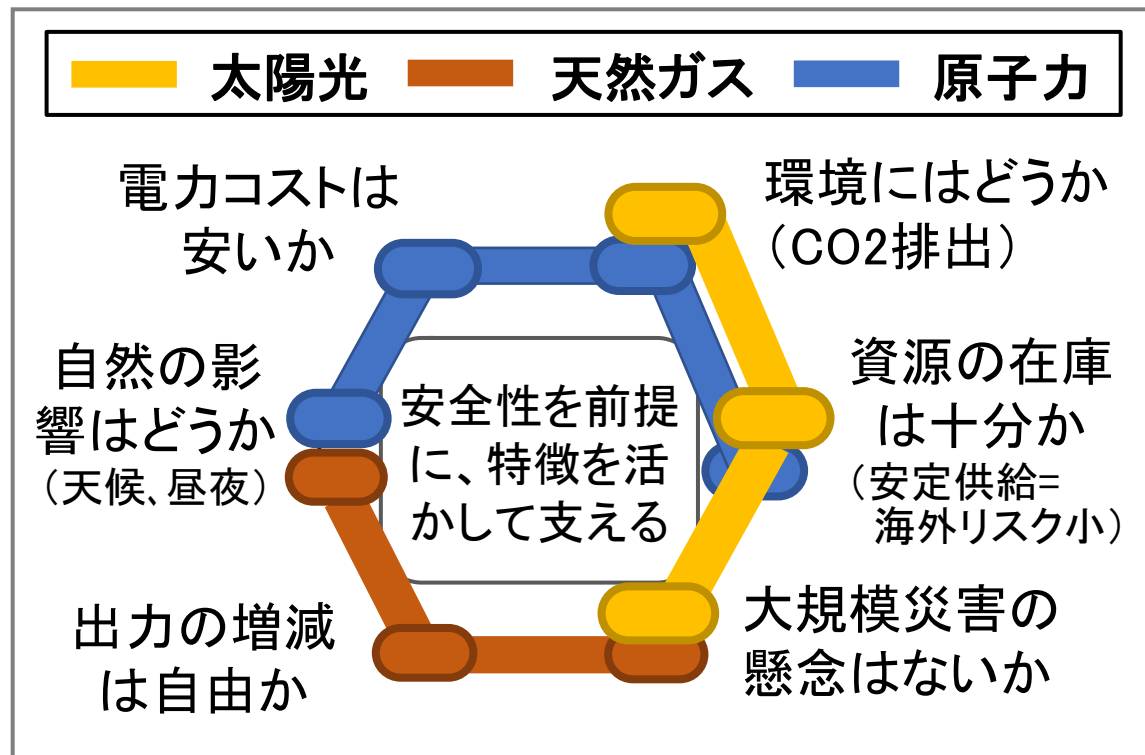 太陽光 天然ガス 原子力
電力コストは
安いか
環境にはどうか
（CO2排出）
自然の影
響はどうか
（天候、昼夜）
安全性を前提
に、特徴を活
かして支える
資源の在庫
は十分か
（安定供給=
海外リスク小）
出力の増減
は自由か
大規模災害の
懸念はないか